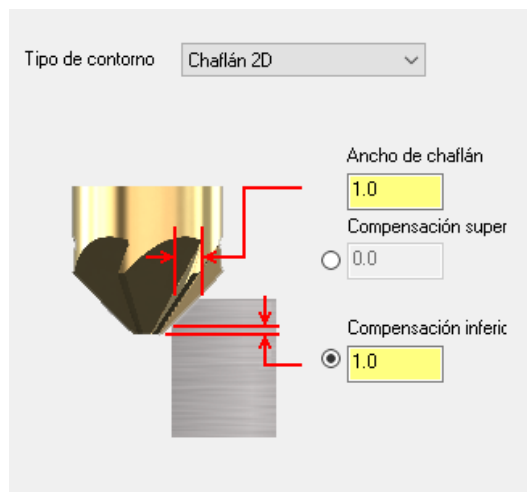 Tipo de contorno
Chaflán 2D
Ancho de chaflán
1.0
Compensación super
0.0
Compensación inferic
1.0